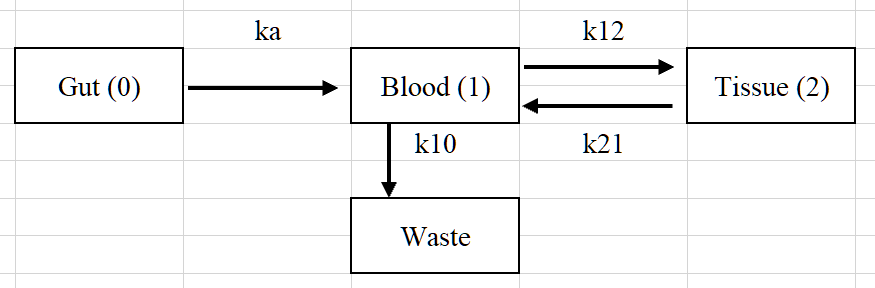 ka
k12
Gut (0)
Blood (1)
Tissue (2)
k10
k21
Waste